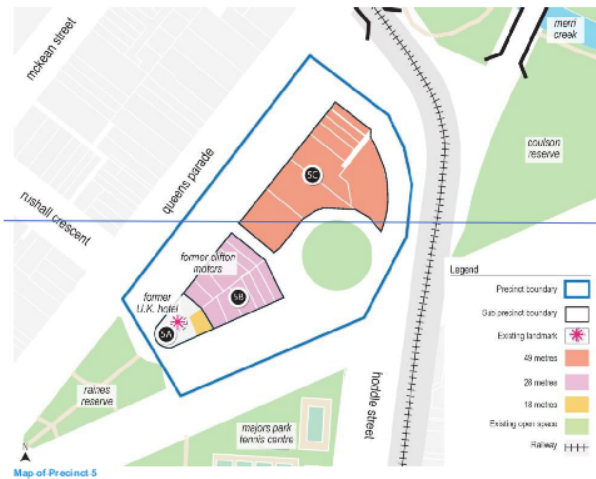 mckean street
merri
creek
coulson
reserve
queens parade
5C
rushall crescent
former clifton
motors
former
U.K. hotel
5B
5A
Legend
Precinct boundary
Sub precinct boundary
Existing landmark
49 metres
28 metres
18 metres
Existing open space
Railway
raines
reserve
hoddle street
majors park
tennis centre
N
Map of Precinct 5